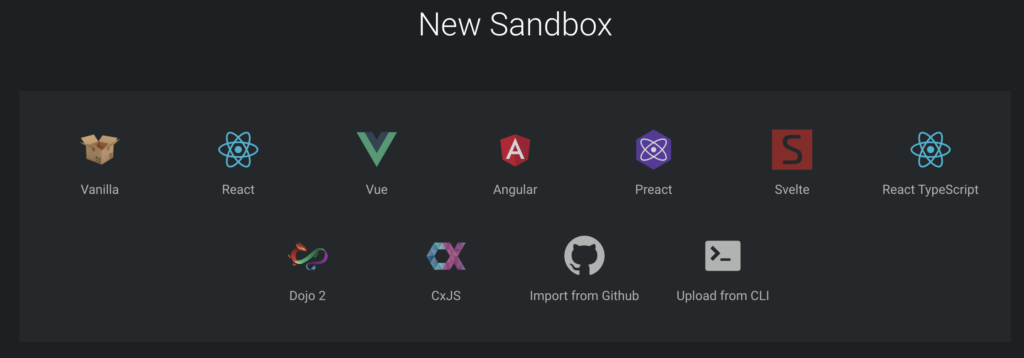 New Sandbox
Vanilla
React
Vue
Angular
Preact
Svelte
React TypeScript
Dojo 2
CxJS
Import from Github
Upload from CLI